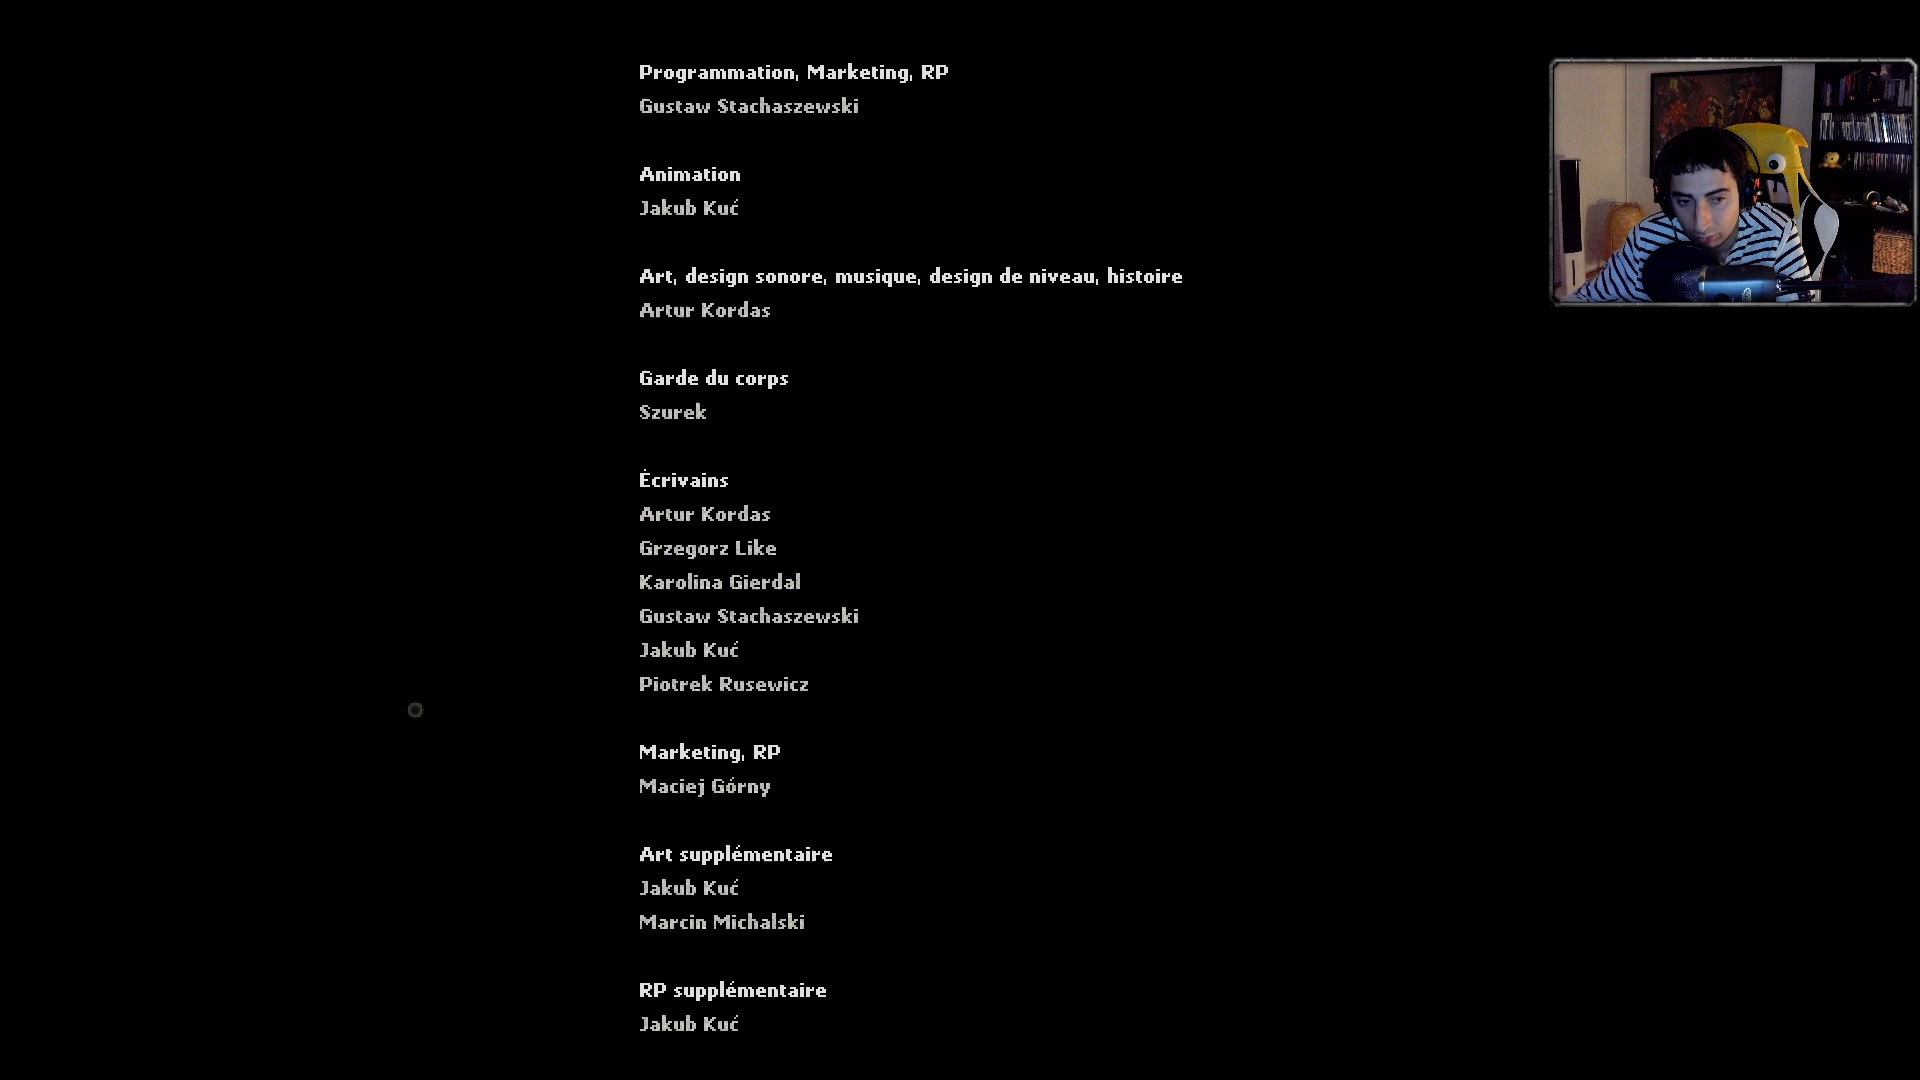 Programmation, Marketing, RP
Gustaw Stachaszewski
Animation
Jakub Kuć
Art, design sonore, musique, design de niveau, histoire
Artur Kordas
Garde du corps
Szurek
Écrivains
Artur Kordas
Grzegorz Like
Karolina Gierdal
Gustaw Stachaszewski
Jakub Kuć
Piotrek Rusewicz
Marketing, RP
Maciej Górny
Art supplémentaire
Jakub Kuć
Marcin Michalski
RP supplémentaire
Jakub Kuć